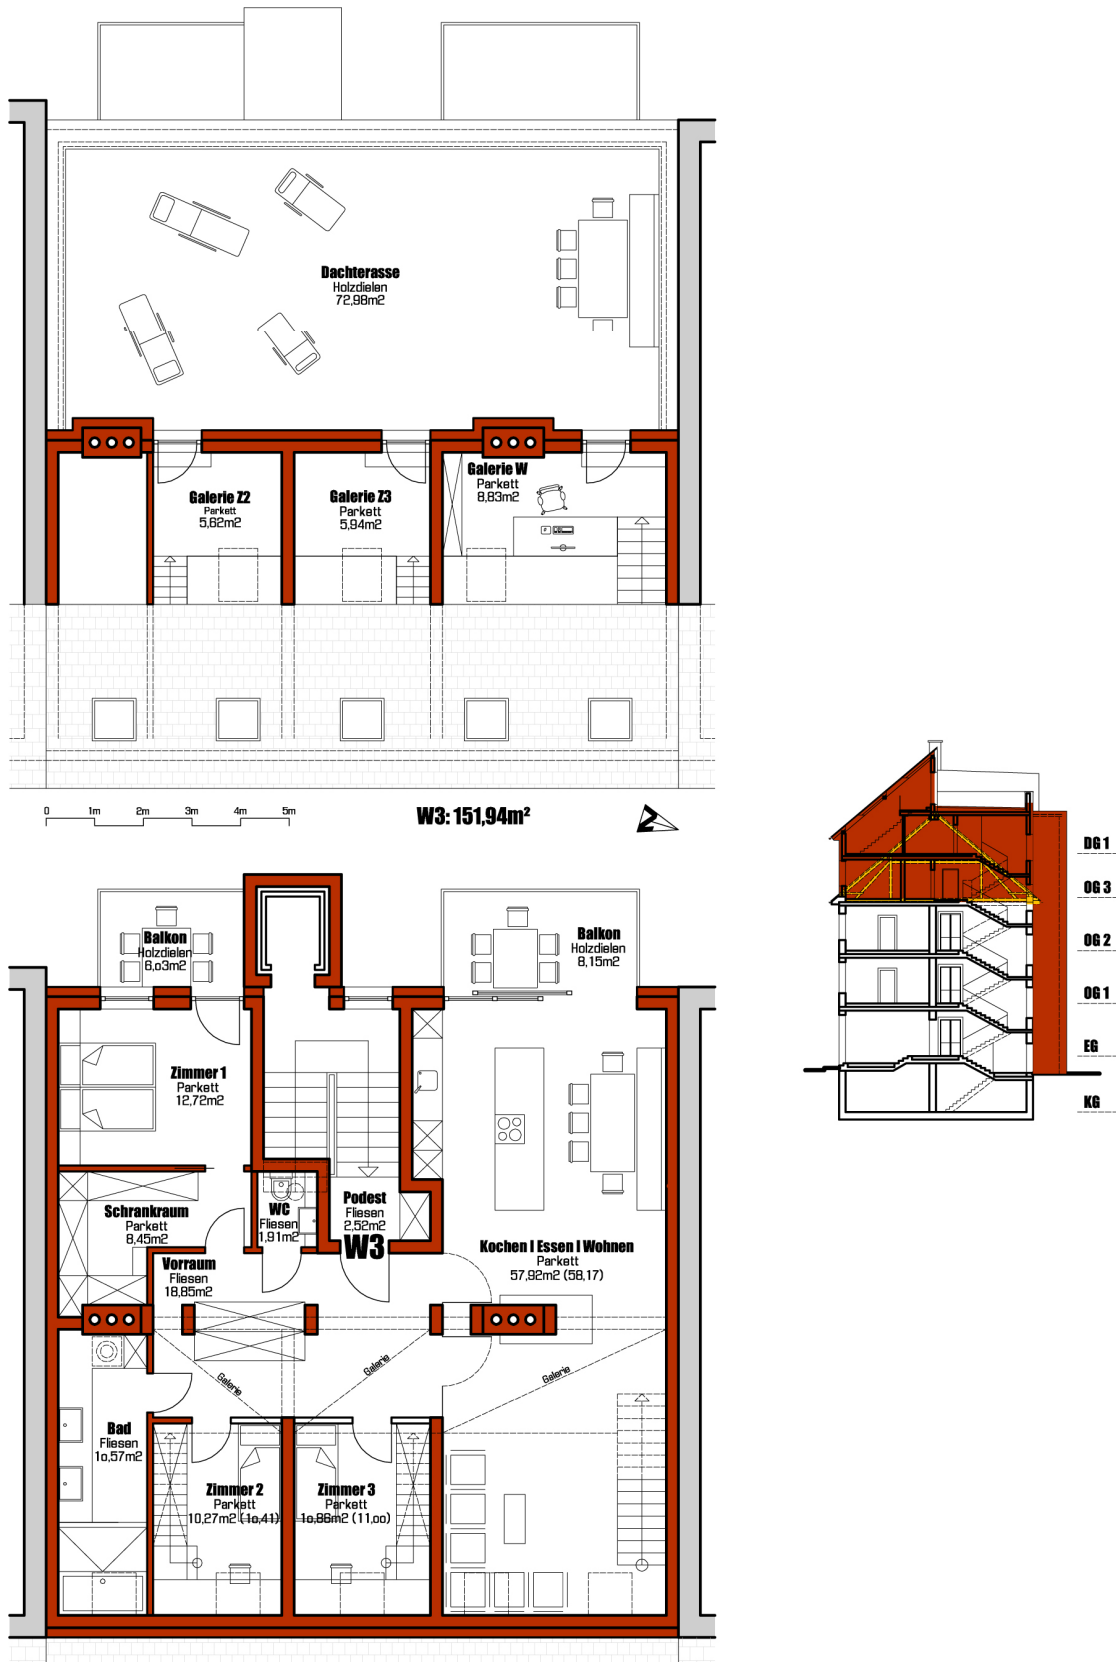 Dachterasse
Holzdielen
72,98m2
Galerie Z2
Parkett
5,62m2
Galerie Z3
Parkett
5,94m2
Galerie W
Parkett
8,83m2
0 1m 2m 3m 4m 5m
W3: 151,94m²
Z
DG 1
OG 3
OG 2
OG 1
EG
KG
Balkon
Holzdielen
6,03m2
Balkon
Holzdielen
8,15m2
Zimmer 1
Parkett
12,72m2
Schrankraum
Parkett
8,45m2
WC
Fliesen
1,91m2
Podest
Fliesen
2,52m2
W3
Vorraum
Fliesen
18,85m2
Kochen I Essen I Wohnen
Parkett
57,92m2 (58,17)
Galerie
Galerie
Galerie
Bad
Fliesen
10,57m2
Zimmer 2
Parkett
10,27m2 (10,41)
Zimmer 3
Parkett
10,86m2 (11,00)